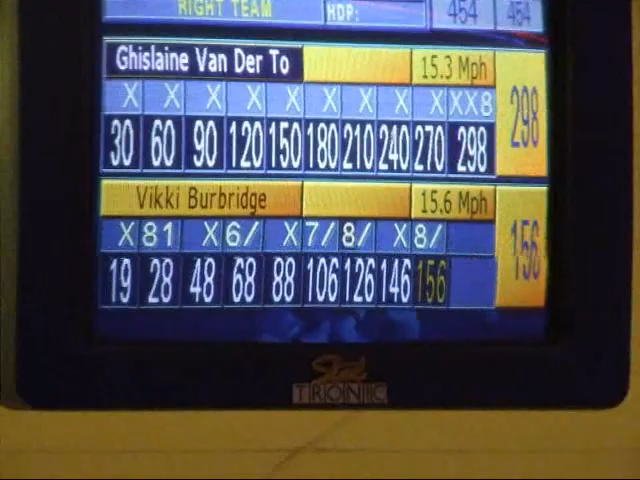 RIGHT TEAM HDP: 454 454
Ghislaine Van Der To 15.3 Mph
X X X X X X X X X XX8 298
30 60 90 120 150 180 210 240 270 298
Vikki Burbridge 15.6 Mph
X 81 X 6/ X 7/ 8/ X 8/ 156
19 28 48 68 88 106 126 146 156
TRONIC